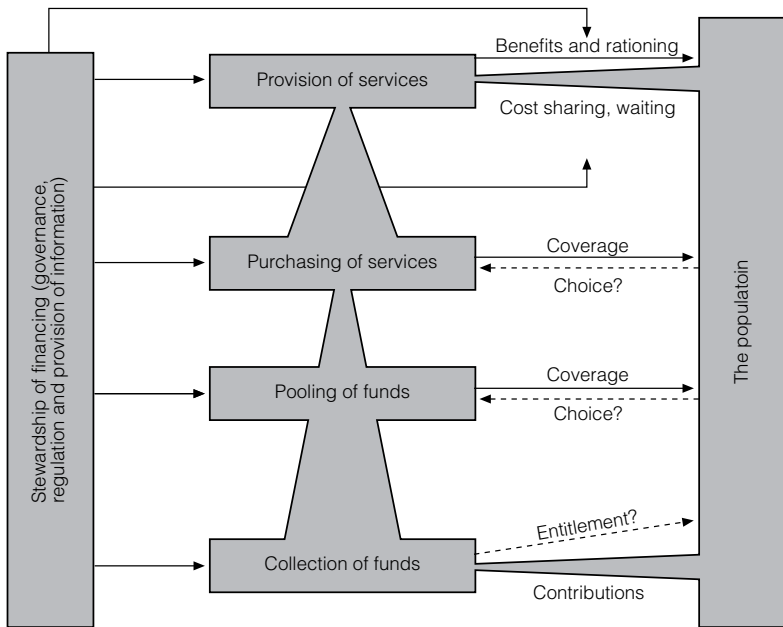 Stewardship of financing (governance,
regulation and provision of information)
Provision of services
Benefits and rationing
Cost sharing, waiting
Purchasing of services
Coverage
Choice?
Pooling of funds
Coverage
Choice?
Collection of funds
Entitlement?
Contributions
The populatoin